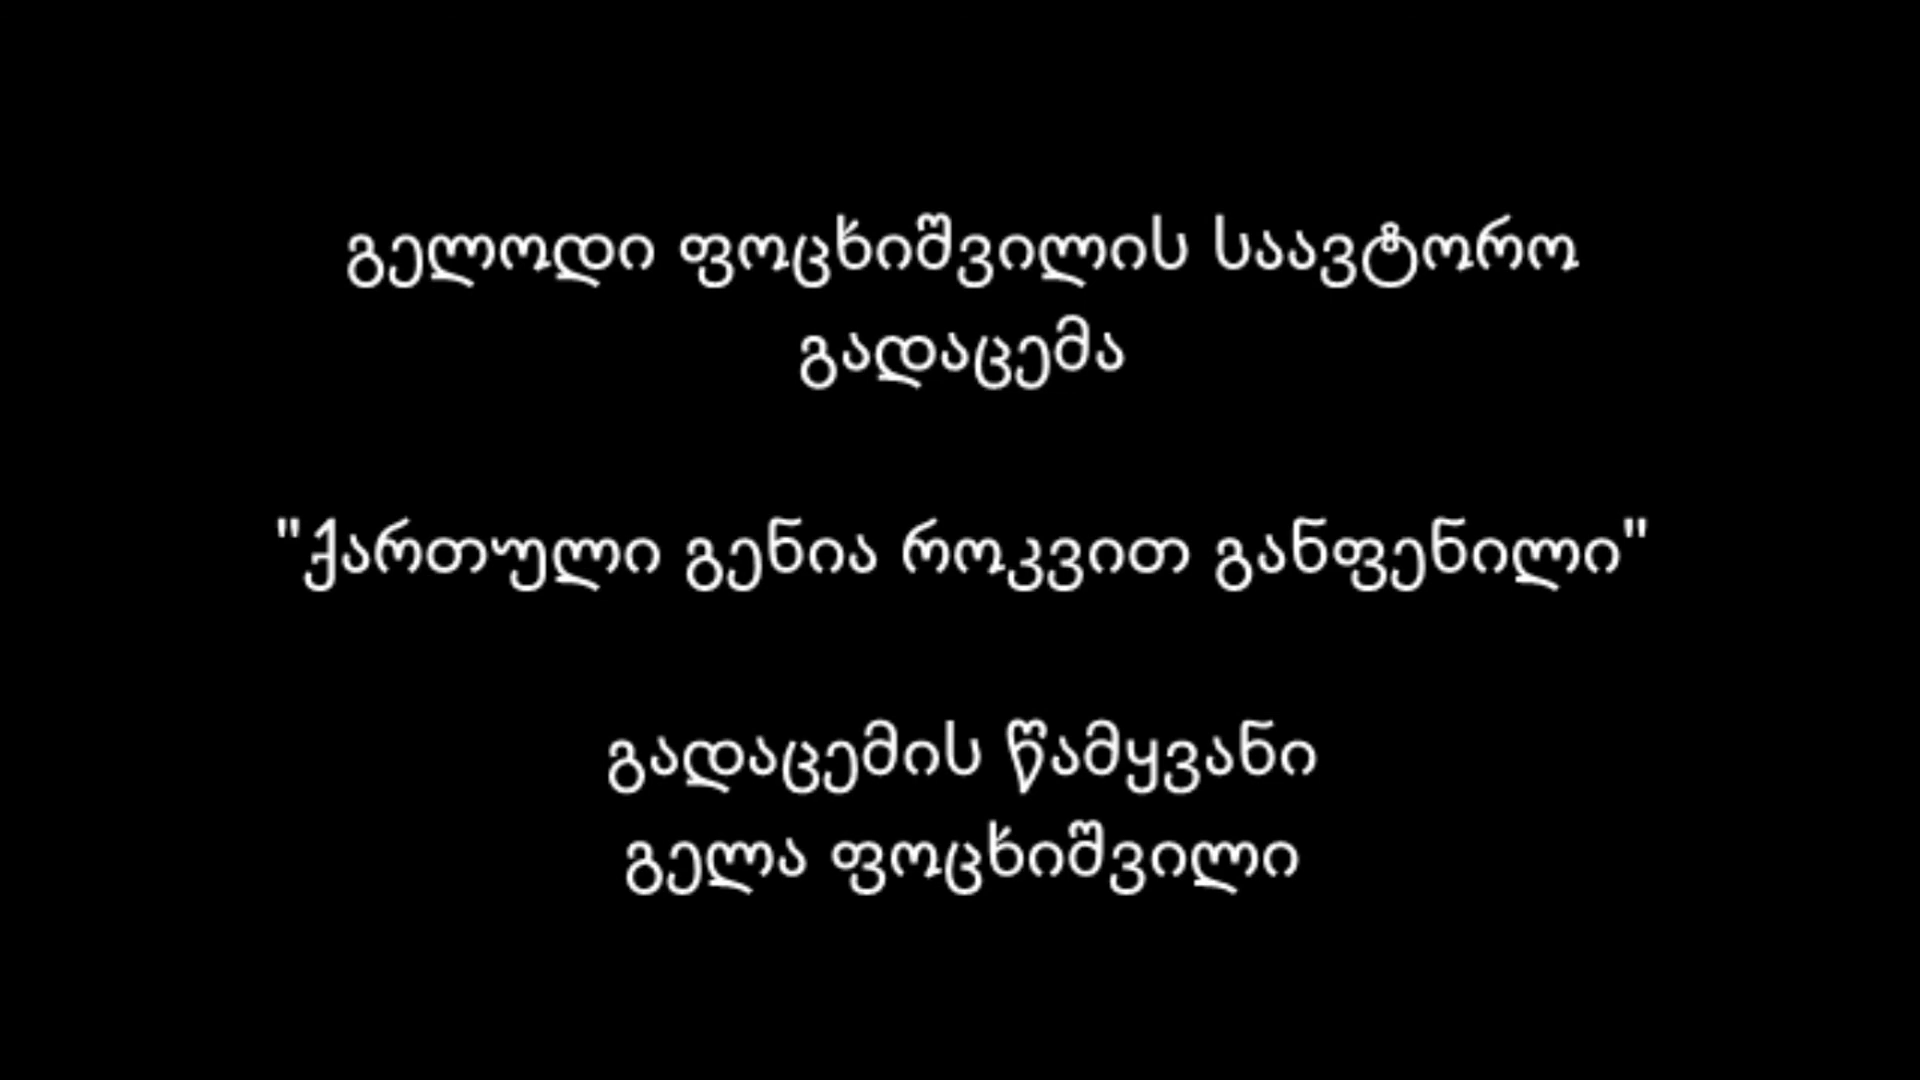 გელოდი ფოცხიშვილის საავტორო
გადაცემა
"ქართული გენია როკვით განფენილი"
გადაცემის წამყვანი
გელა ფოცხიშვილი